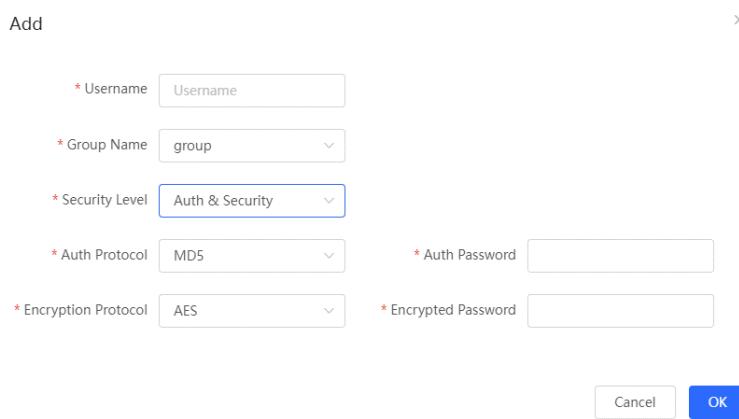 Add
* Username Username
* Group Name group
* Security Level Auth & Security
* Auth Protocol MD5 * Auth Password
* Encryption Protocol AES * Encrypted Password
Cancel OK